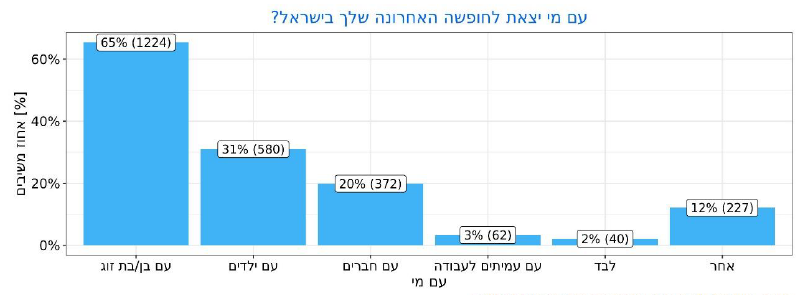 עם מי יצאת לחופשה האחרונה שלך בישראל?
אחוז משיבים [%]
60%
40%
20%
0%
65% (1224)
31% (580)
20% (372)
3% (62)
2% (40)
12% (227)
עם בן/בת זוג
עם ילדים
עם חברים
עם עמיתים לעבודה
לבד
אחר
עם מי